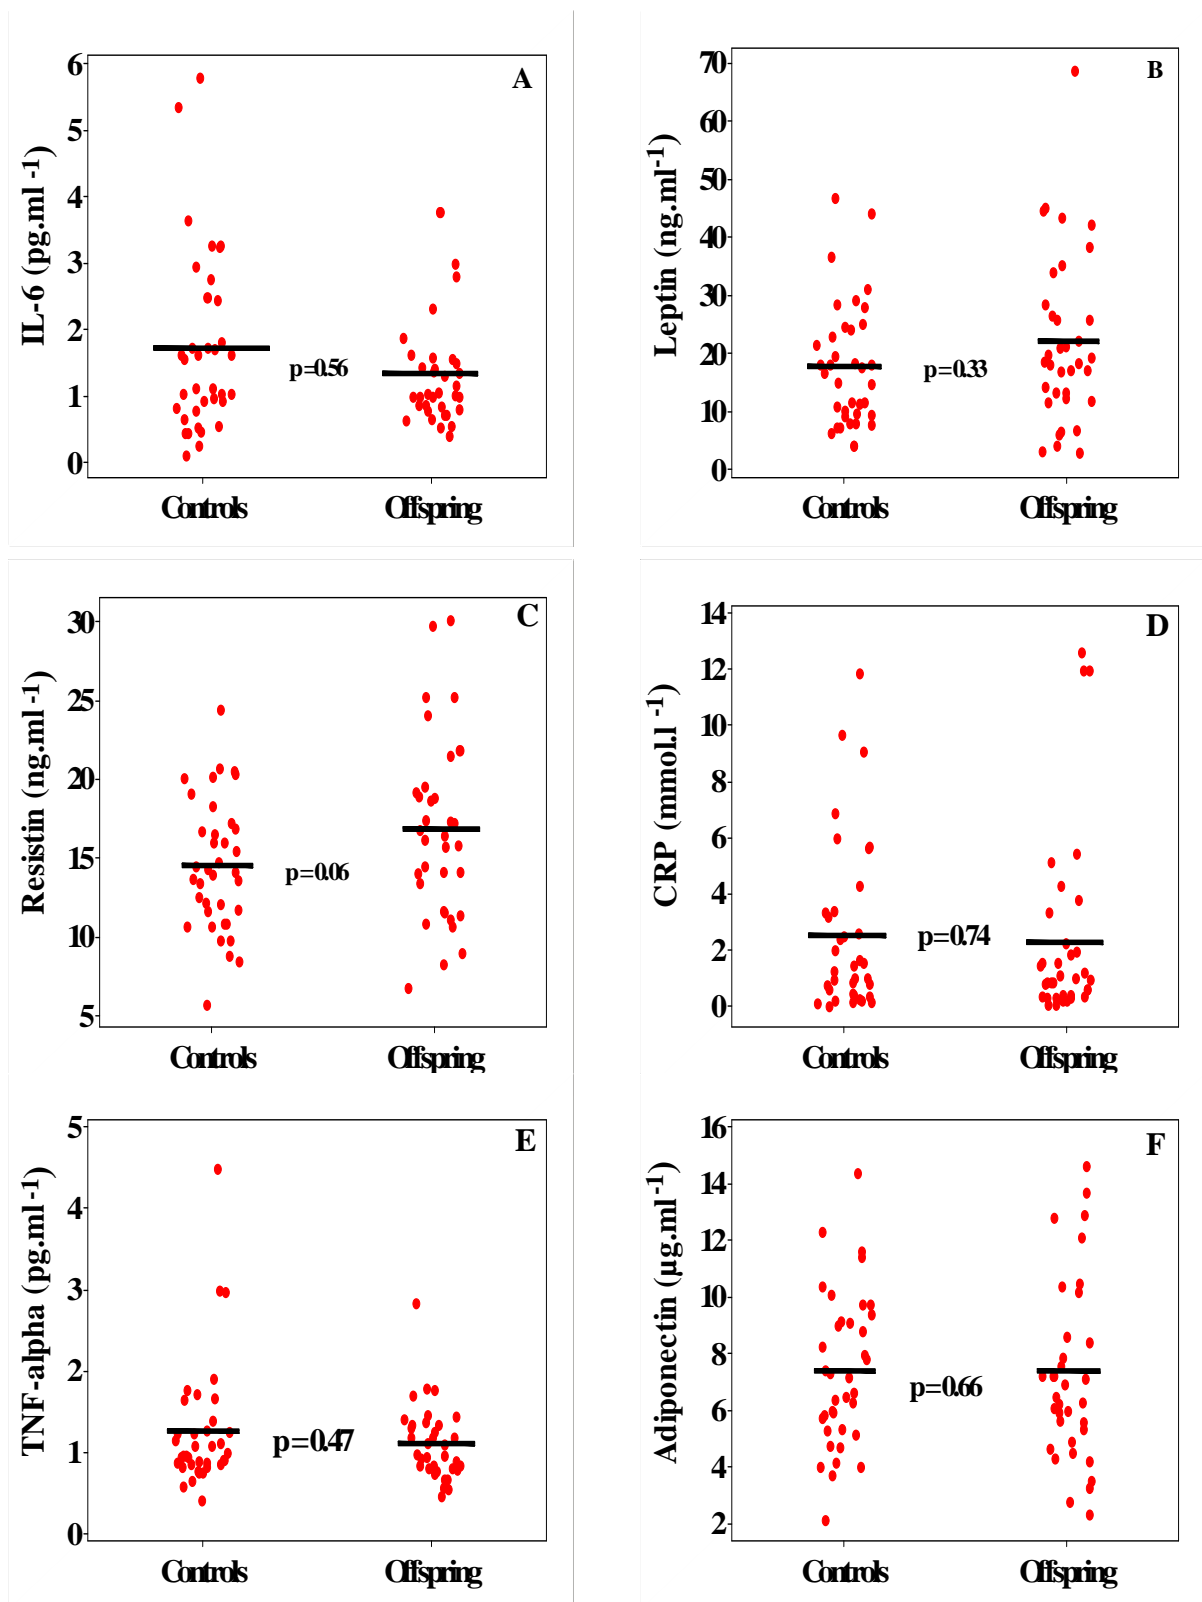 A
IL-6 (pg.ml -1)
6
5
4
3
2
1
0
p=0.56
Controls Offspring
B
Leptin (ng.ml-1)
70
60
50
40
30
20
10
0
p=0.33
Controls Offspring
C
Resistin (ng.ml -1)
30
25
20
15
10
5
p=0.06
Controls Offspring
D
CRP (mmol.l -1)
14
12
10
8
6
4
2
0
p=0.74
Controls Offspring
E
TNF-alpha (pg.ml-1)
5
4
3
2
1
0
p=0.47
Controls Offspring
F
Adiponectin (µg.ml-1)
16
14
12
10
8
6
4
2
p=0.66
Controls Offspring